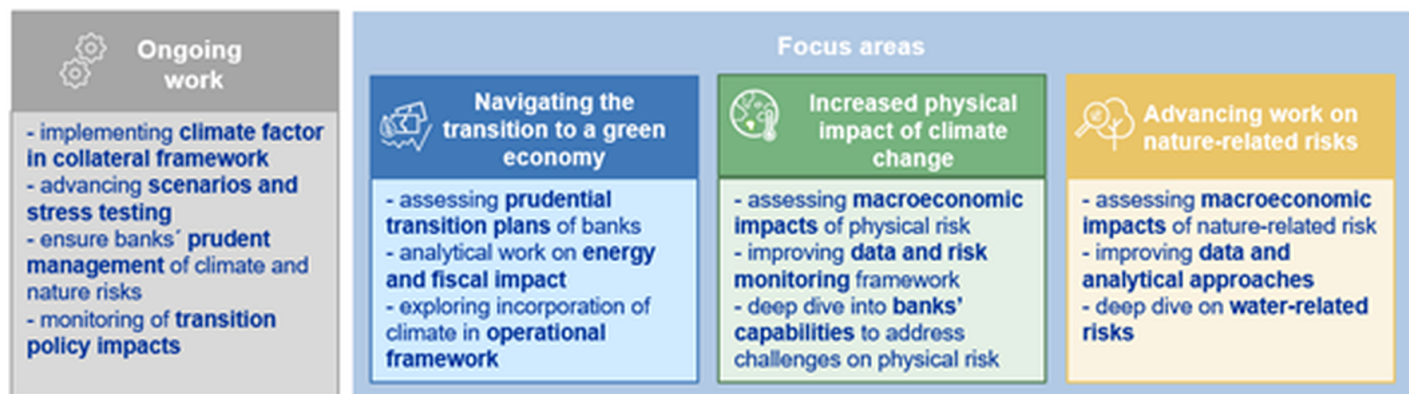 Ongoing
work
- implementing climate factor
in collateral framework
- advancing scenarios and
stress testing
- ensure banks´ prudent
management of climate and
nature risks
- monitoring of transition
policy impacts
Focus areas
Navigating the
transition to a green
economy
- assessing prudential
transition plans of banks
- analytical work on energy
and fiscal impact
- exploring incorporation of
climate in operational
framework
Increased physical
impact of climate
change
- assessing macroeconomic
impacts of physical risk
- improving data and risk
monitoring framework
- deep dive into banks’
capabilities to address
challenges on physical risk
Advancing work on
nature-related risks
- assessing macroeconomic
impacts of nature-related risk
- improving data and
analytical approaches
- deep dive on water-related
risks